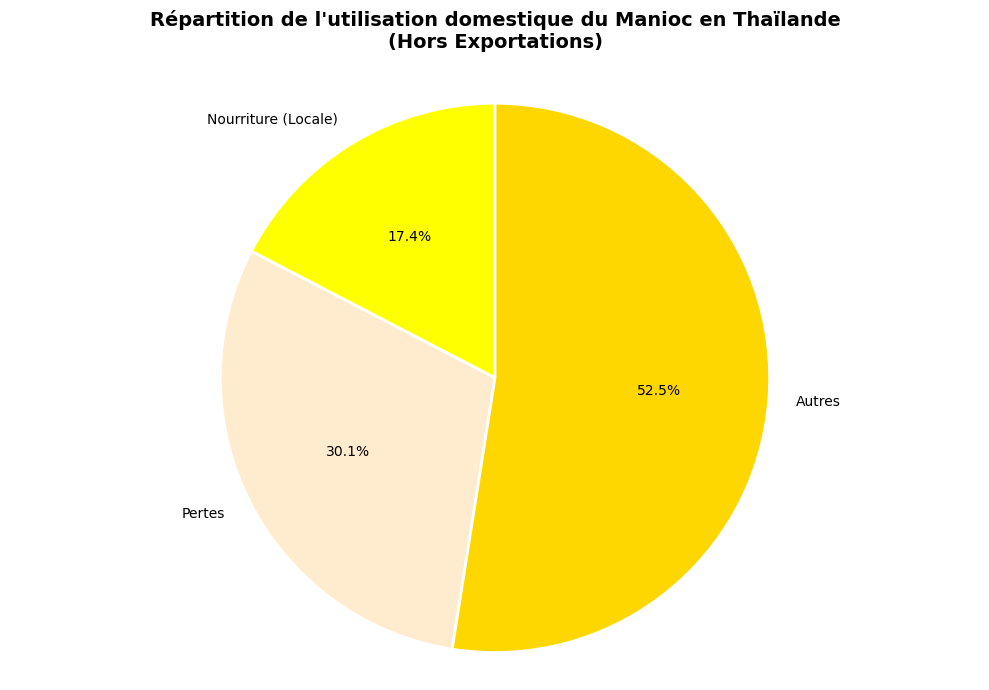 Répartition de l'utilisation domestique du Manioc en Thaïlande
(Hors Exportations)
Nourriture (Locale)
17.4%
52.5%
Autres
30.1%
Pertes